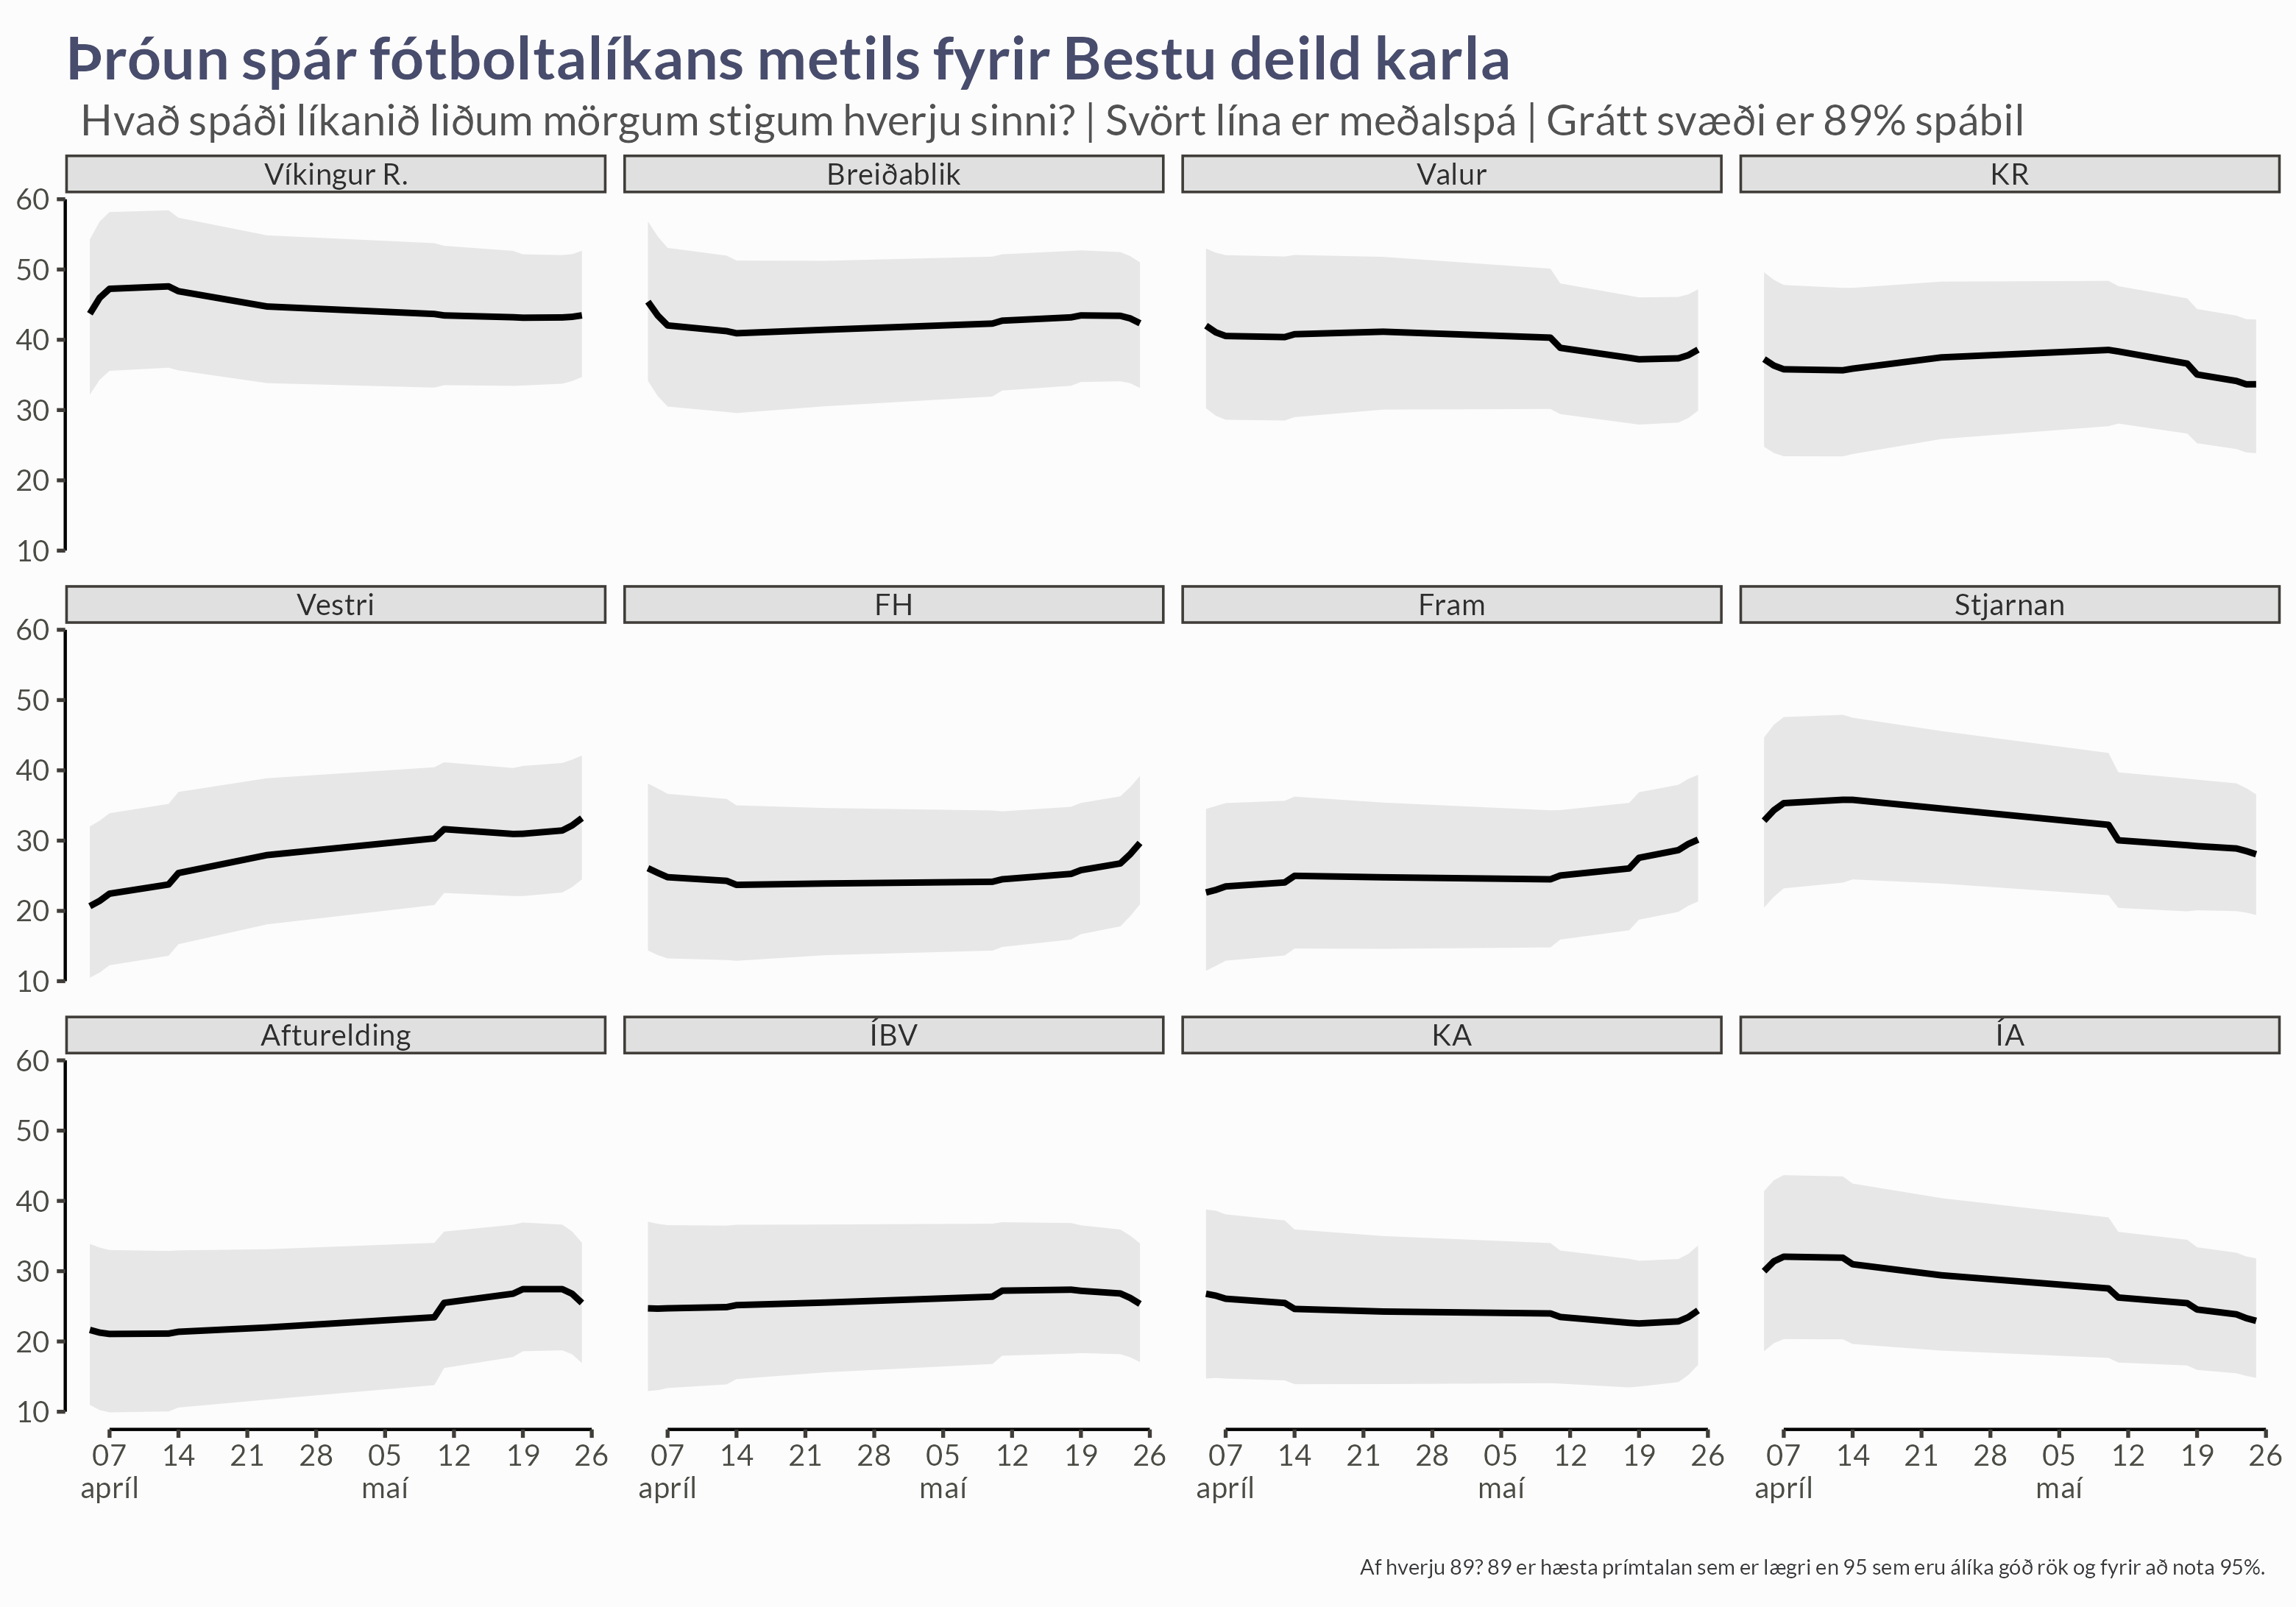 Þróun spár fótboltalíkans metils fyrir Bestu deild karla
Hvað spáði líkanið liðum mörgum stigum hverju sinni? | Svört lína er meðalspá | Grátt svæði er 89% spábil
Víkingur R. Breiðablik Valur KR
60
50
40
30
20
10
Vestri FH Fram Stjarnan
60
50
40
30
20
10
Afturelding ÍBV KA ÍA
60
50
40
30
20
10
07 14 21 28 05 12 19 26 07 14 21 28 05 12 19 26 07 14 21 28 05 12 19 26 07 14 21 28 05 12 19 26
apríl maí apríl maí apríl maí apríl maí
Af hverju 89? 89 er hæsta prímtalan sem er lægri en 95 sem eru álíka góð rök og fyrir að nota 95%.